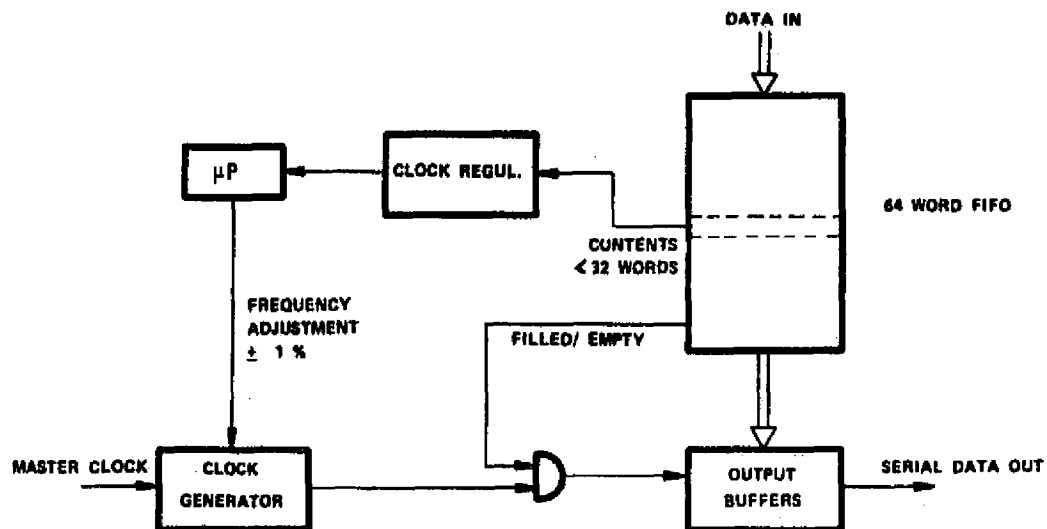 DATA IN
μP
CLOCK REGUL.
64 WORD FIFO
CONTENTS
< 32 WORDS
FREQUENCY
ADJUSTMENT
± 1 %
FILLED/ EMPTY
MASTER CLOCK
CLOCK
GENERATOR
OUTPUT
BUFFERS
SERIAL DATA OUT